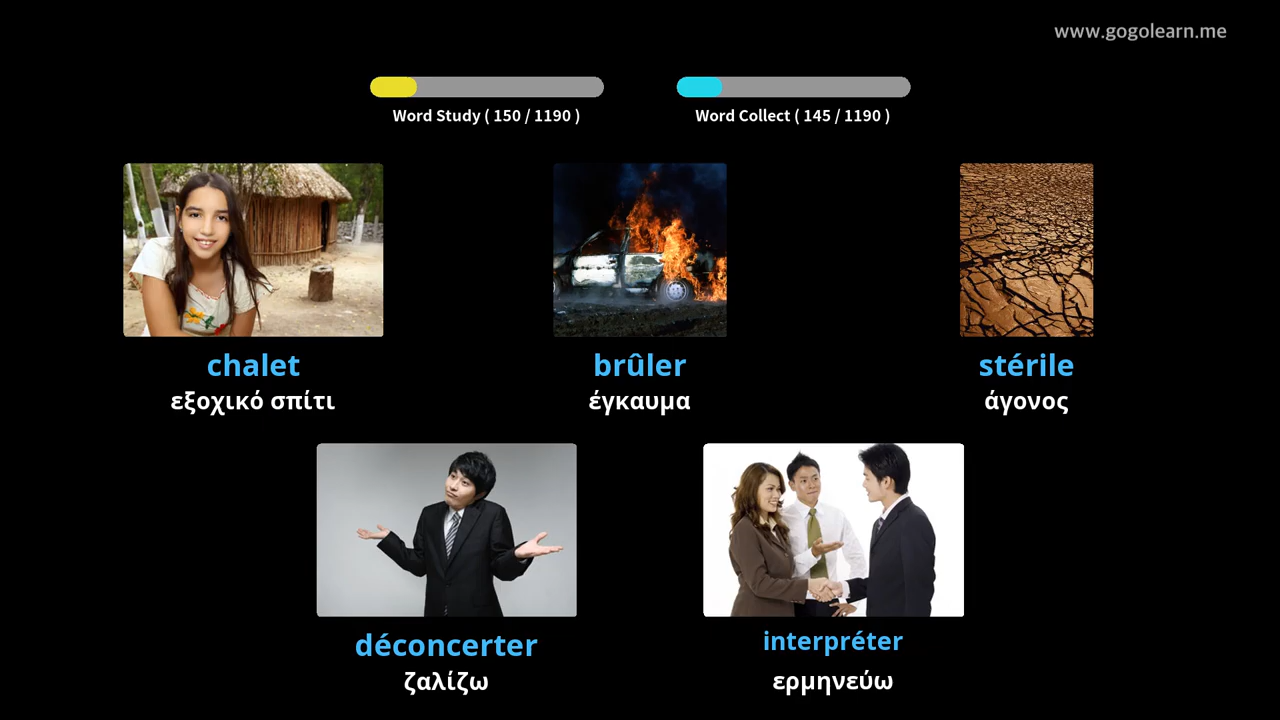 www.gogolearn.me
Word Study ( 150 / 1190 )
Word Collect ( 145 / 1190 )
chalet
εξοχικό σπίτι
brûler
έγκαυμα
stérile
άγονος
déconcerter
ζαλίζω
interpréter
ερμηνεύω